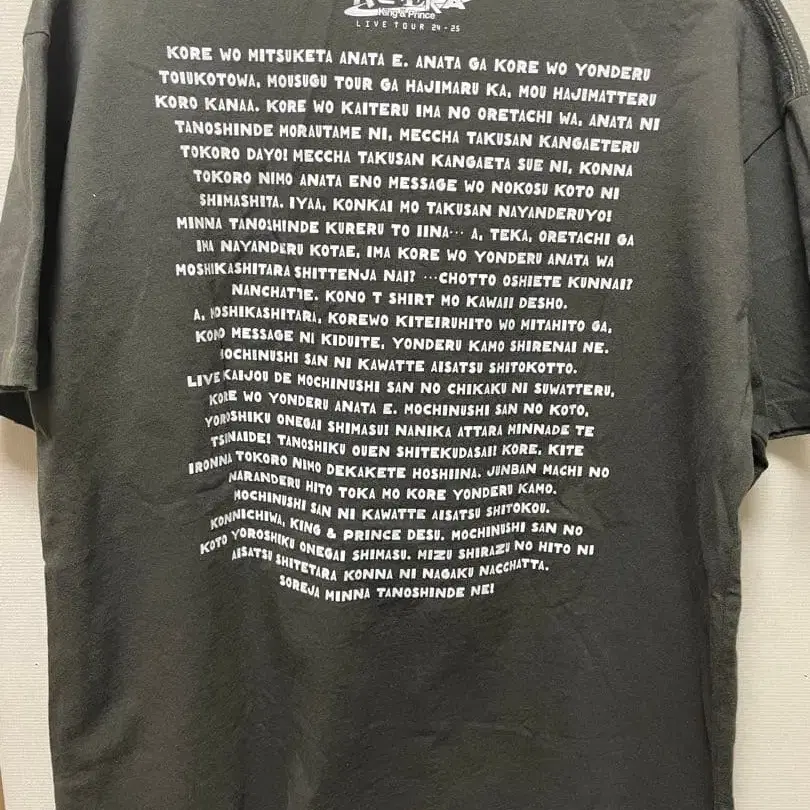 King & Prince
LIVE TOUR 24-25
KORE WO MITSUKETA ANATA E. ANATA GA KORE WO YONDERU
TOIUKOTOWA, MOUSUGU TOUR GA HAJIMARU KA, MOU HAJIMATTERU
KORO KANAA. KORE WO KAITERU IMA NO ORETACHI WA, ANATA NI
TANOSHINDE MORAUTAME NI, MECCHA TAKUSAN KANGAETERU
TOKORO DAYO! MECCHA TAKUSAN KANGAETA SUE NI, KONNA
TOKORO NIMO ANATA ENO MESSAGE WO NOKOSU KOTO NI
SHIMASHITA. IYAA, KONKAI MO TAKUSAN NAYANDERUYO!
MINNA TANOSHINDE KURERU TO IINA… A, TEKA, ORETACHI GA
IMA NAYANDERU KOTAE, IMA KORE WO YONDERU ANATA WA
MOSHIKASHITARA SHITTENJA NAI? …CHOTTO OSHIETE KUNNAI?
NANCHATTE. KONO T SHIRT MO KAWAII DESHO.
A, MOSHIKASHITARA, KOREWO KITEIRUHITO WO MITAHITO GA,
KONO MESSAGE NI KIDUITE, YONDERU KAMO SHIRENAI NE.
MOCHINUSHI SAN NI KAWATTE AISATSU SHITOKOTTO.
LIVE KAIJOU DE MOCHINUSHI SAN NO CHIKAKU NI SUWATTERU,
KORE WO YONDERU ANATA E. MOCHINUSHI SAN NO KOTO,
YOROSHIKU ONEGAI SHIMASU! NANIKA ATTARA MINNADE TE
TSUNAIDE! TANOSHIKU OUEN SHITEKUDASAI! KORE, KITE
IRONNA TOKORO NIMO DEKAKETE HOSHIINA. JUNBAN MACHI NO
NARANDERU HITO TOKA MO KORE YONDERU KAMO.
MOCHINUSHI SAN NI KAWATTE AISATSU SHITOKOU.
KONNICHIWA, KING & PRINCE DESU. MOCHINUSHI SAN NO
KOTO YOROSHIKU ONEGAI SHIMASU. MIZU SHIRAZU NO HITO NI
AISATSU SHITETARA KONNA NI NAGAKU NACCHATTA.
SOREJA MINNA TANOSHINDE NE!